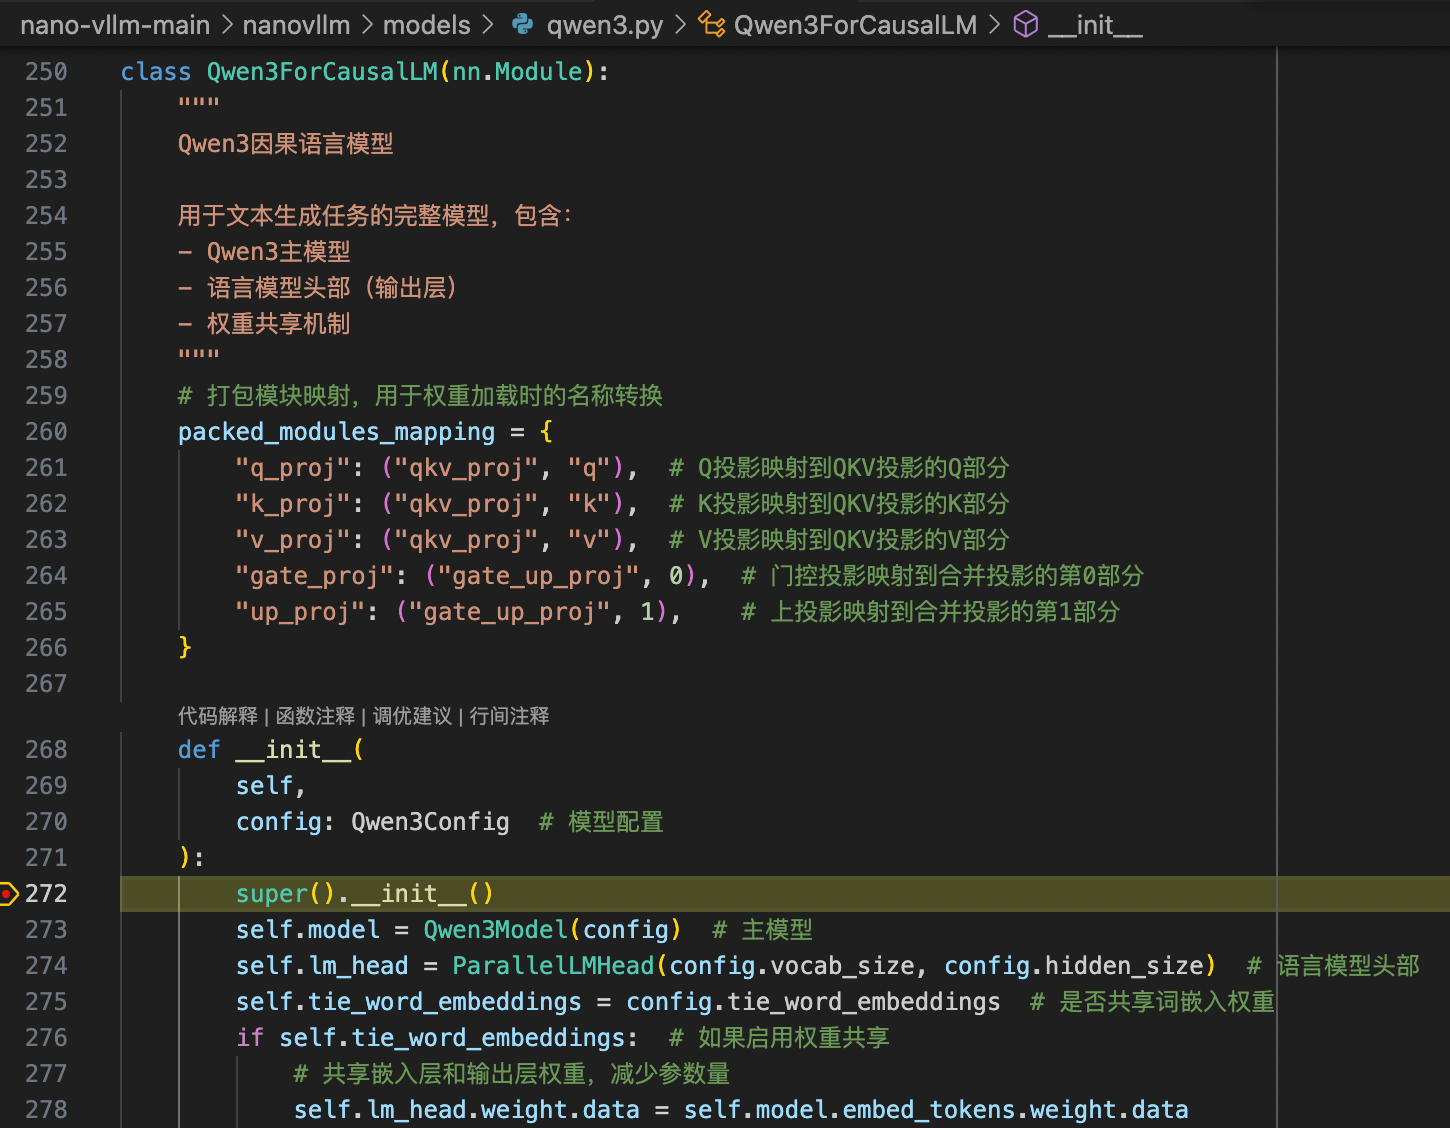 nano-vllm-main > nanovllm > models > qwen3.py > Qwen3ForCausalLM > __init__
250 class Qwen3ForCausalLM(nn.Module):
251 """
252 Qwen3因果语言模型
253
254 用于文本生成任务的完整模型，包含：
255 - Qwen3主模型
256 - 语言模型头部（输出层）
257 - 权重共享机制
258 """
259 # 打包模块映射，用于权重加载时的名称转换
260 packed_modules_mapping = {
261 "q_proj": ("qkv_proj", "q"),  # Q投影映射到QKV投影的Q部分
262 "k_proj": ("qkv_proj", "k"),  # K投影映射到QKV投影的K部分
263 "v_proj": ("qkv_proj", "v"),  # V投影映射到QKV投影的V部分
264 "gate_proj": ("gate_up_proj", 0),  # 门控投影映射到合并投影的第0部分
265 "up_proj": ("gate_up_proj", 1),    # 上投影映射到合并投影的第1部分
266 }
267
代码解释 | 函数注释 | 调优建议 | 行间注释
268 def __init__(
269 self,
270 config: Qwen3Config  # 模型配置
271 ):
272 super().__init__()
273 self.model = Qwen3Model(config)  # 主模型
274 self.lm_head = ParallelLMHead(config.vocab_size, config.hidden_size)  # 语言模型头部
275 self.tie_word_embeddings = config.tie_word_embeddings  # 是否共享词嵌入权重
276 if self.tie_word_embeddings:  # 如果启用权重共享
277 # 共享嵌入层和输出层权重，减少参数量
278 self.lm_head.weight.data = self.model.embed_tokens.weight.data